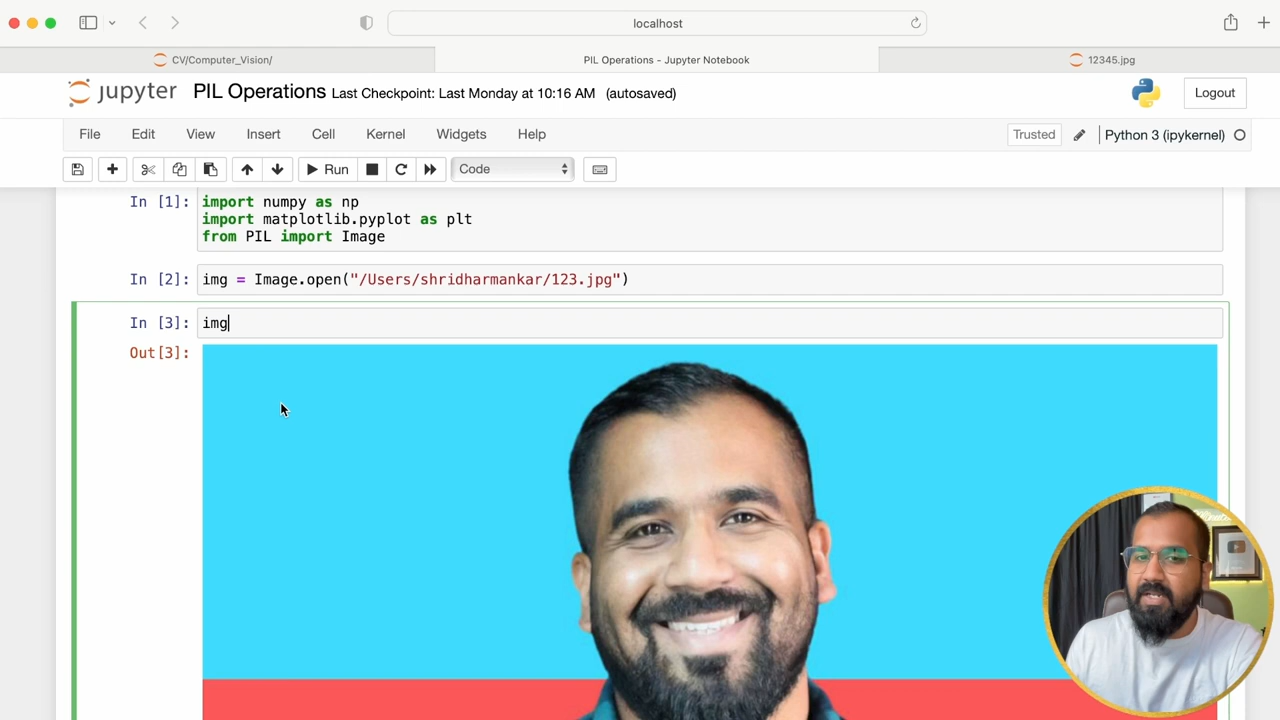 localhost
CV/Computer_Vision/
PIL Operations - Jupyter Notebook
12345.jpg
jupyter PIL Operations Last Checkpoint: Last Monday at 10:16 AM (autosaved)
Logout
File Edit View Insert Cell Kernel Widgets Help
Trusted
Python 3 (ipykernel)
Run
Code
In [1]: import numpy as np
import matplotlib.pyplot as plt
from PIL import Image
In [2]: img = Image.open("/Users/shridharmankar/123.jpg")
In [3]: img
Out[3]: